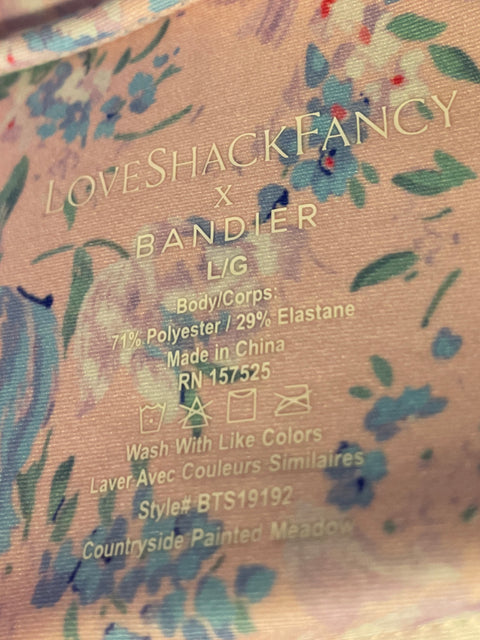 LOVESHACKFANCY
X
BANDIER
L/G
Body/Corps:
71% Polyester / 29% Elastane
Made in China
RN 157525
Wash With Like Colors
Laver Avec Couleurs Similaires
Style# BTS19192
Countryside Painted Meadow